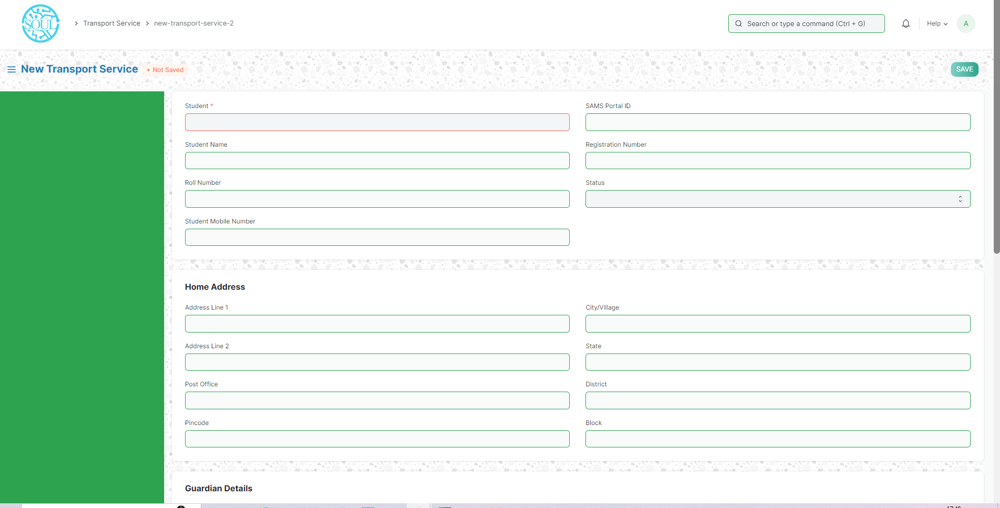 SOUL
Transport Service
new-transport-service-2
Search or type a command (Ctrl + G)
Help
A
New Transport Service
• Not Saved
SAVE
Student *
SAMS Portal ID
Student Name
Registration Number
Roll Number
Status
Student Mobile Number
Home Address
Address Line 1
City/Village
Address Line 2
State
Post Office
District
Pincode
Block
Guardian Details